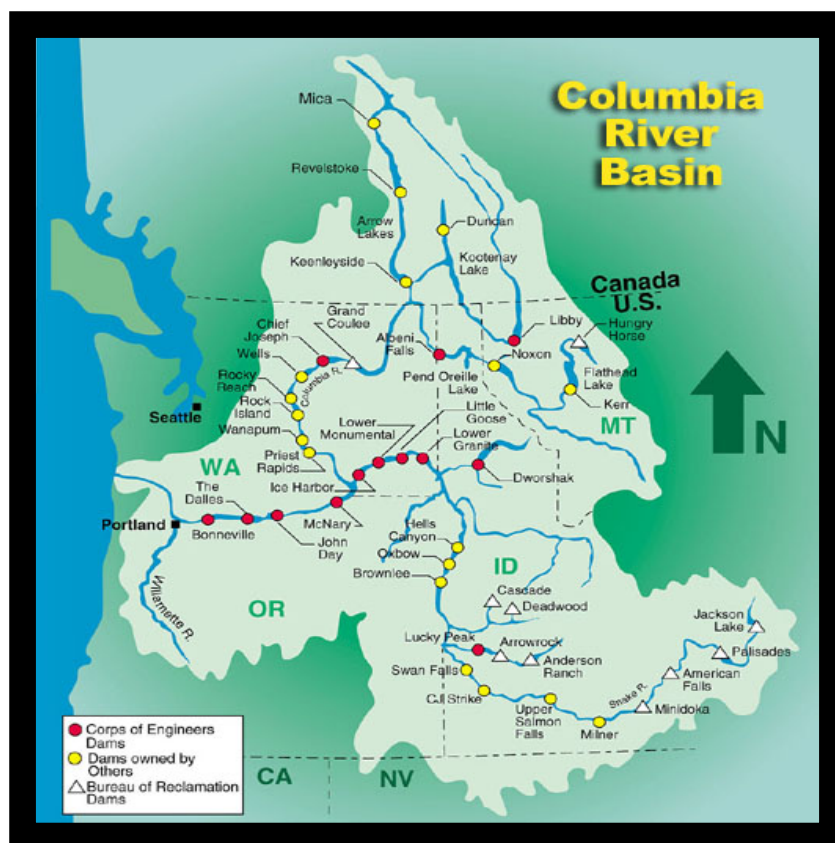 Columbia
River
Basin
Mica
Revelstoke
Arrow
Lakes
Duncan
Kootenay
Lake
Keenleyside
Canada
U.S.
Grand
Coulee
Chief
Joseph
Wells
Rocky
Reach
Rock
Island
Wanapum
Priest
Rapids
Columbia R.
Seattle
WA
Albeni
Falls
Pend Oreille
Lake
Libby
Noxon
Hungry
Horse
Flathead
Lake
Kerr
MT
N
Lower
Monumental
Little
Goose
Lower
Granite
Ice Harbor
Dworshak
The
Dalles
Portland
Bonneville
John
Day
McNary
Willamette R.
OR
Hells
Canyon
Oxbow
Brownlee
ID
Cascade
Deadwood
Lucky Peak
Arrowrock
Anderson
Ranch
Swan Falls
CJ Strike
Upper
Salmon
Falls
Milner
Snake R.
Minidoka
American
Falls
Palisades
Jackson
Lake
Corps of Engineers
Dams
Dams owned by
Others
Bureau of Reclamation
Dams
CA
NV